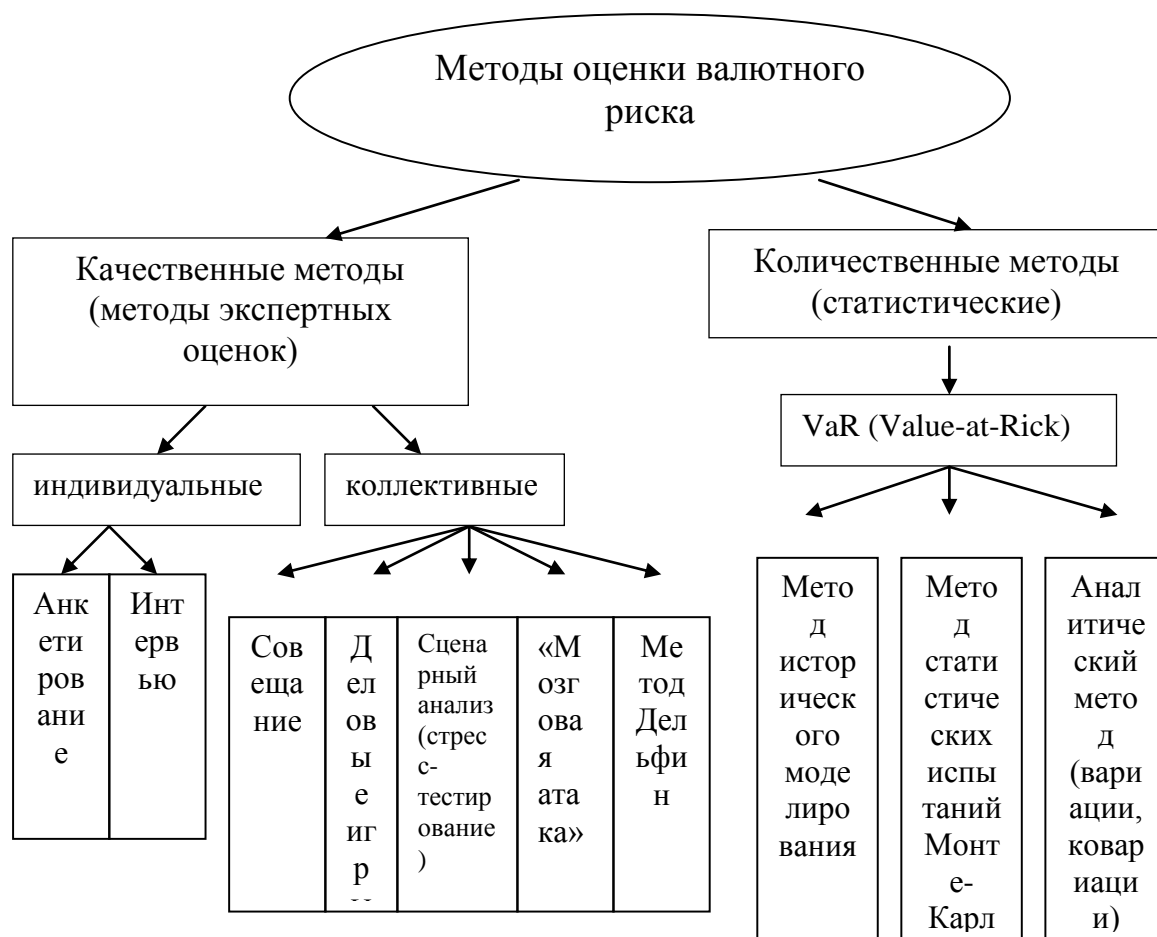 Методы оценки валютного
риска
Качественные методы
(методы экспертных
оценок)
Количественные методы
(статистические)
VaR (Value-at-Rick)
индивидуальные
коллективные
Анк
ети
ров
ани
е
Инт
ерв
ью
Сов
еща
ние
Д
ел
ов
ы
е
иг
р
Сцена
рный
анализ
(стрес
с-
тестир
ование
)
«М
озг
ова
я
ата
ка»
Ме
тод
Дел
ьфи
н
Мето
д
истор
ическ
ого
моде
лиро
вания
Мето
д
стати
стиче
ских
испы
таний
Монт
е-
Карл
Анал
итиче
ский
мето
д
(вари
ации,
ковар
иаци
и)